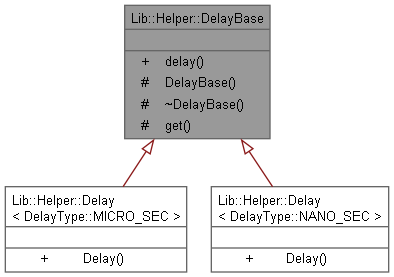 Lib::Helper::DelayBase
+ delay()
# DelayBase()
# ~DelayBase()
# get()
Lib::Helper::Delay
< DelayType::MICRO_SEC >
+ Delay()
Lib::Helper::Delay
< DelayType::NANO_SEC >
+ Delay()